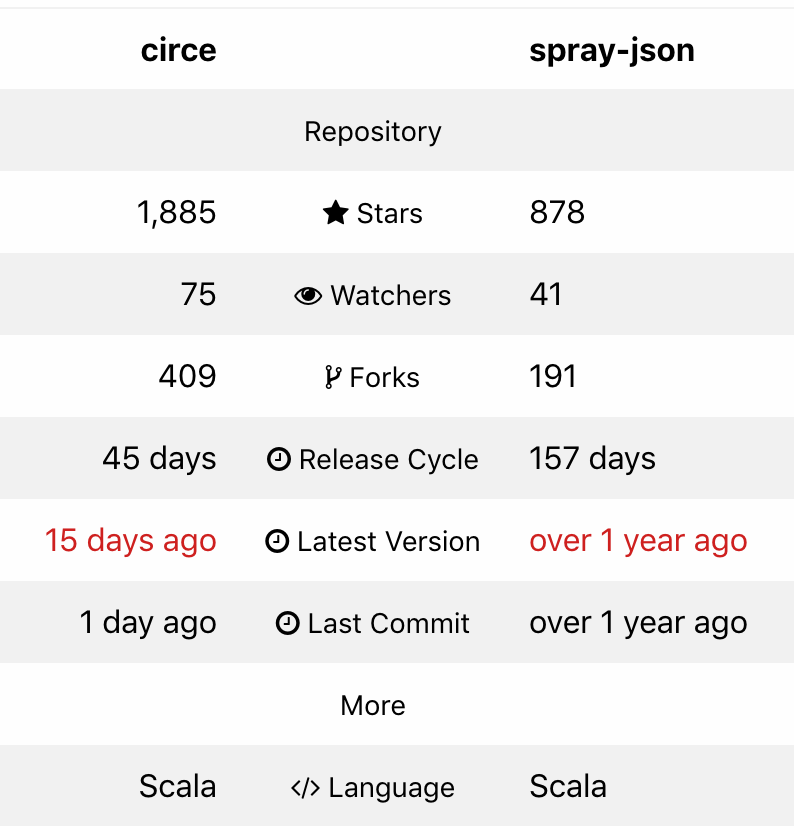 circe spray-json
Repository
1,885 Stars 878
75 Watchers 41
409 Forks 191
45 days Release Cycle 157 days
15 days ago Latest Version over 1 year ago
1 day ago Last Commit over 1 year ago
More
Scala </> Language Scala